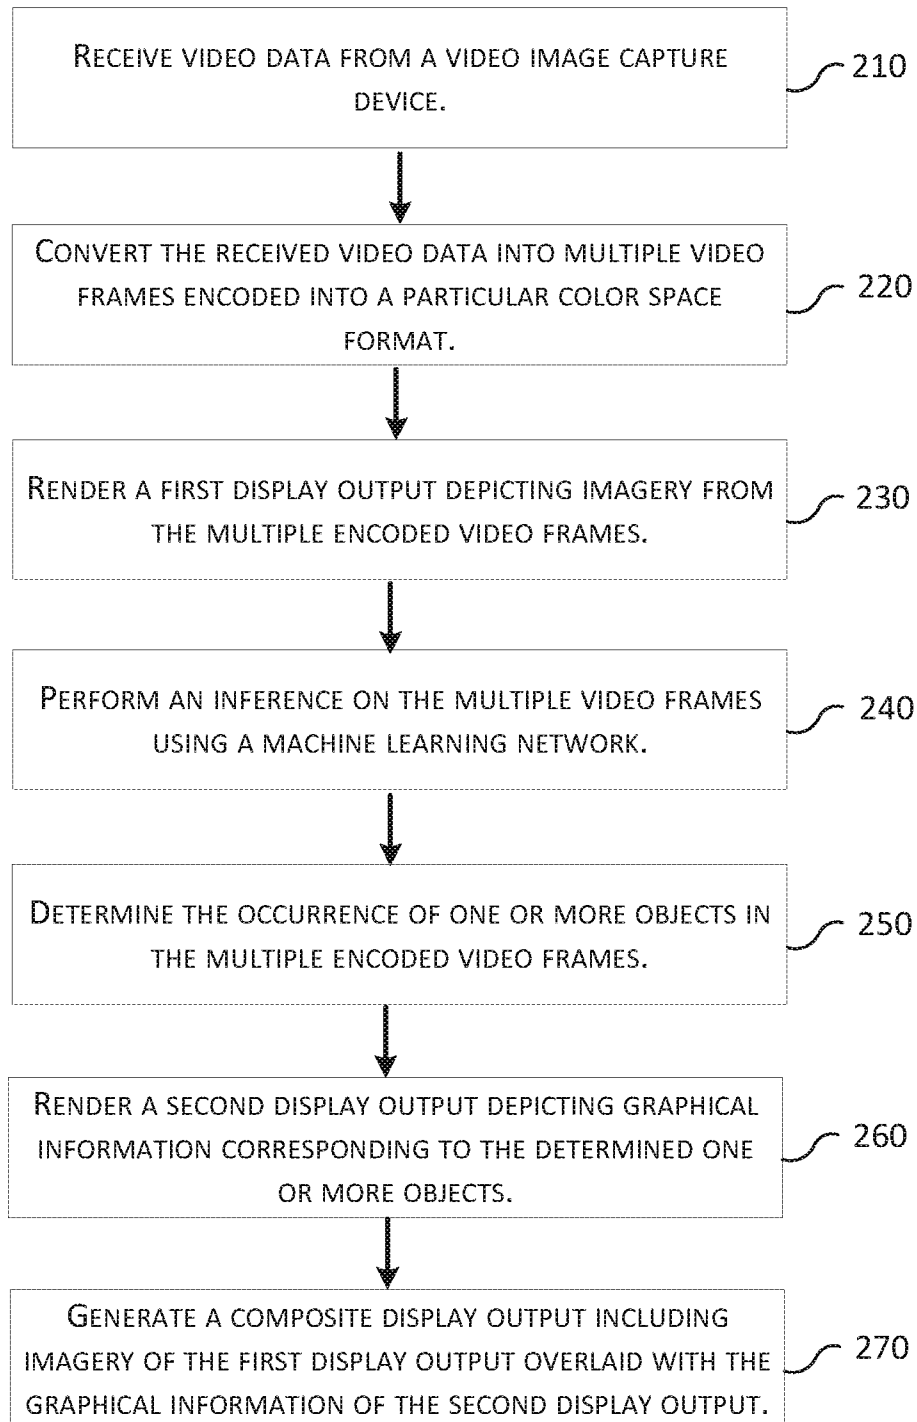 RECEIVE VIDEO DATA FROM A VIDEO IMAGE CAPTURE
DEVICE.
210
CONVERT THE RECEIVED VIDEO DATA INTO MULTIPLE VIDEO
FRAMES ENCODED INTO A PARTICULAR COLOR SPACE
FORMAT.
220
RENDER A FIRST DISPLAY OUTPUT DEPICTING IMAGERY FROM
THE MULTIPLE ENCODED VIDEO FRAMES.
230
PERFORM AN INFERENCE ON THE MULTIPLE VIDEO FRAMES
USING A MACHINE LEARNING NETWORK.
240
DETERMINE THE OCCURRENCE OF ONE OR MORE OBJECTS IN
THE MULTIPLE ENCODED VIDEO FRAMES.
250
RENDER A SECOND DISPLAY OUTPUT DEPICTING GRAPHICAL
INFORMATION CORRESPONDING TO THE DETERMINED ONE
OR MORE OBJECTS.
260
GENERATE A COMPOSITE DISPLAY OUTPUT INCLUDING
IMAGERY OF THE FIRST DISPLAY OUTPUT OVERLAID WITH THE
GRAPHICAL INFORMATION OF THE SECOND DISPLAY OUTPUT.
270